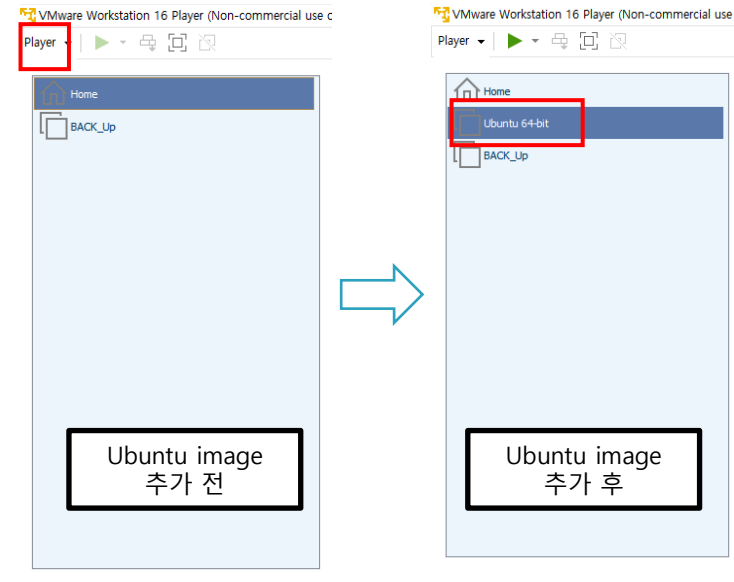 VMware Workstation 16 Player (Non-commercial use o
Player
Home
BACK_Up
Ubuntu image
추가 전
VMware Workstation 16 Player (Non-commercial use
Player
Home
Ubuntu 64-bit
BACK_Up
Ubuntu image
추가 후